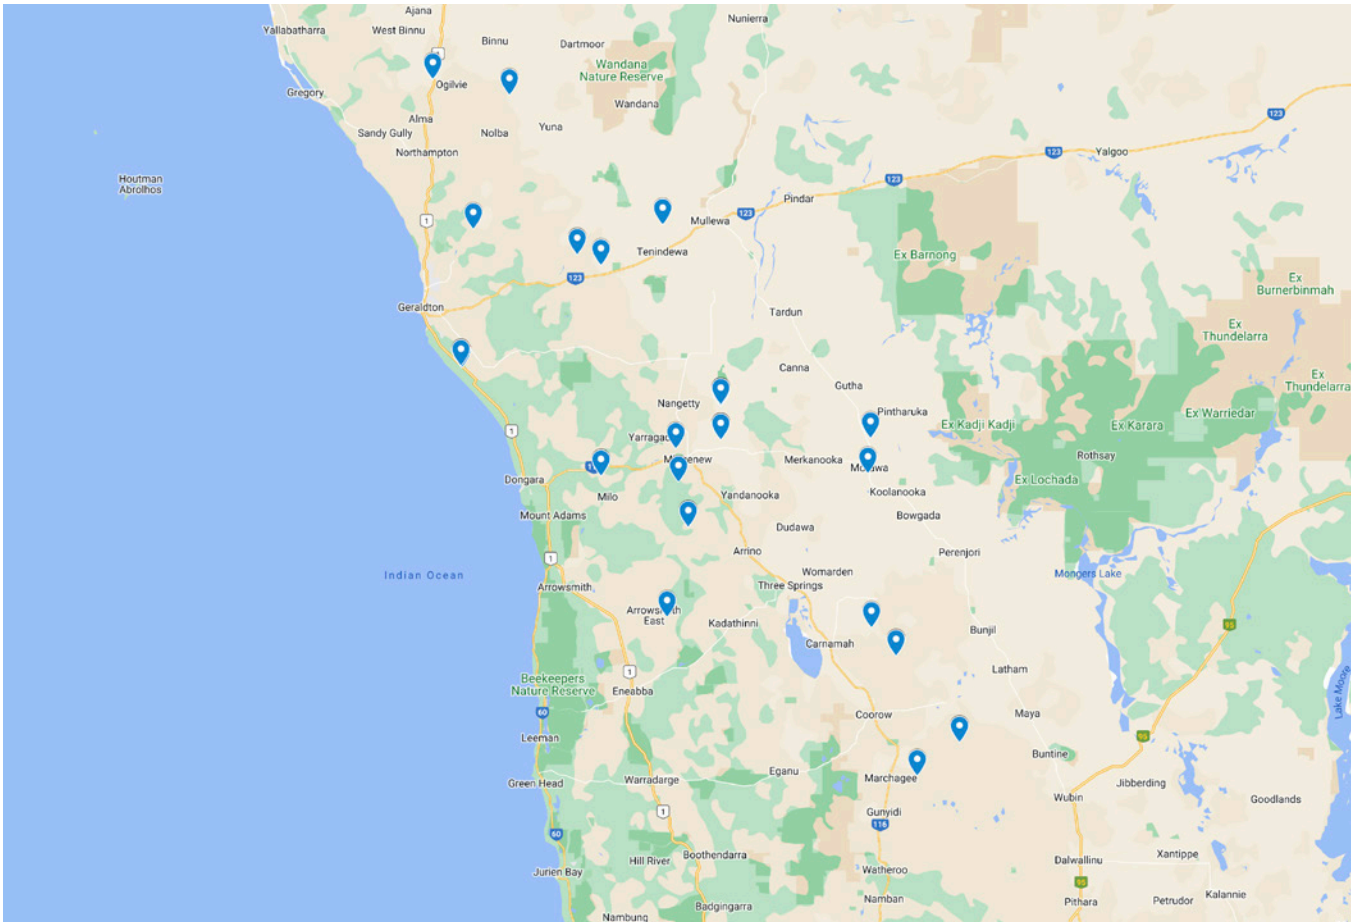 Ajana
Yallabatharra
West Binnu
Nunierra
Binnu
Dartmoor
1
Wandana
Nature Reserve
Ogilvie
Gregory
Wandana
123
Alma
Yuna
Sandy Gully
Nolba
Northampton
123
Yalgoo
Houtman
Abrolhos
123
Pindar
1
Mullewa
123
Tenindewa
Ex Barnong
123
Ex
Burnerbinmah
Geraldton
Tardun
Ex
Thundelarra
Canna
Gutha
Ex
Thundelarra
Nangetty
Pintharuka
Ex Warriedar
Ex Kadji Kadji
Ex Karara
1
Rothsay
Merkanooka
Dongara
Ex Lochada
Milo
Yandanooka
Koolanooka
Mount Adams
Bowgada
Dudawa
Arrino
Perenjori
1
Indian Ocean
Womarden
Mongers Lake
Three Springs
Arrowsmith
East
Kadathinni
95
Bunjil
Carnamah
Latham
1
Beekeepers
Nature Reserve
Eneabba
Lake Moore
60
Coorow
Maya
Leeman
95
Buntine
Green Head
Warradarge
Eganu
Marchagee
Jibberding
Wubin
Goodlands
1
Gunyidi
116
60
Hill River
Boothendarra
Xantippe
Dalwallinu
Jurien Bay
Watheroo
95
Kalannie
Namban
Pithara
Petrudor
Badgingarra
Nambung